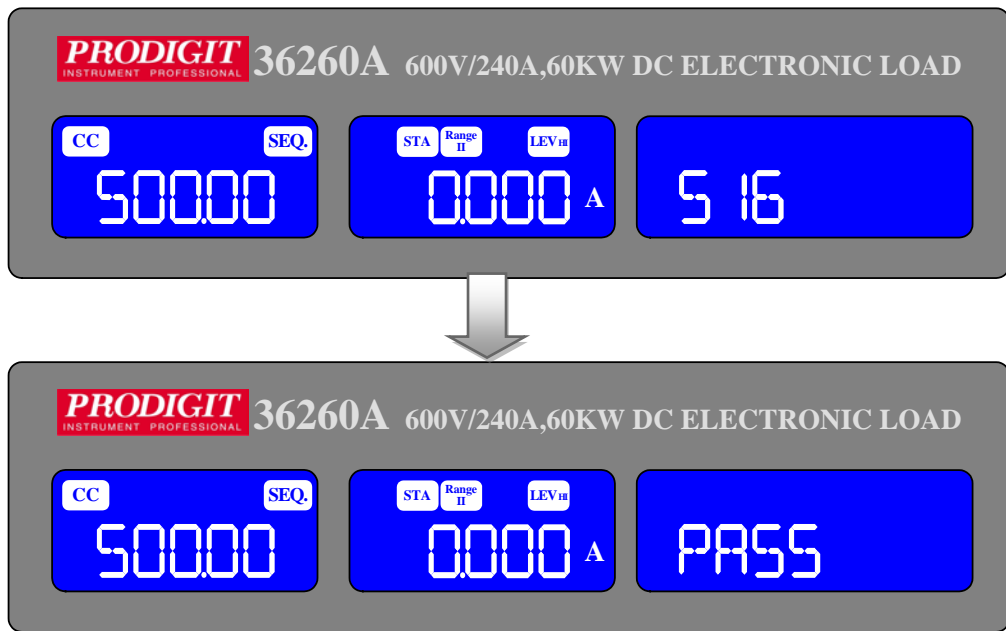 PRODIGIT
INSTRUMENT PROFESSIONAL
36260A 600V/240A,60KW DC ELECTRONIC LOAD
CC SEQ. STA Range II LEV HI
500.00 0.000 A S 16
PRODIGIT
INSTRUMENT PROFESSIONAL
36260A 600V/240A,60KW DC ELECTRONIC LOAD
CC SEQ. STA Range II LEV HI
500.00 0.000 A PASS